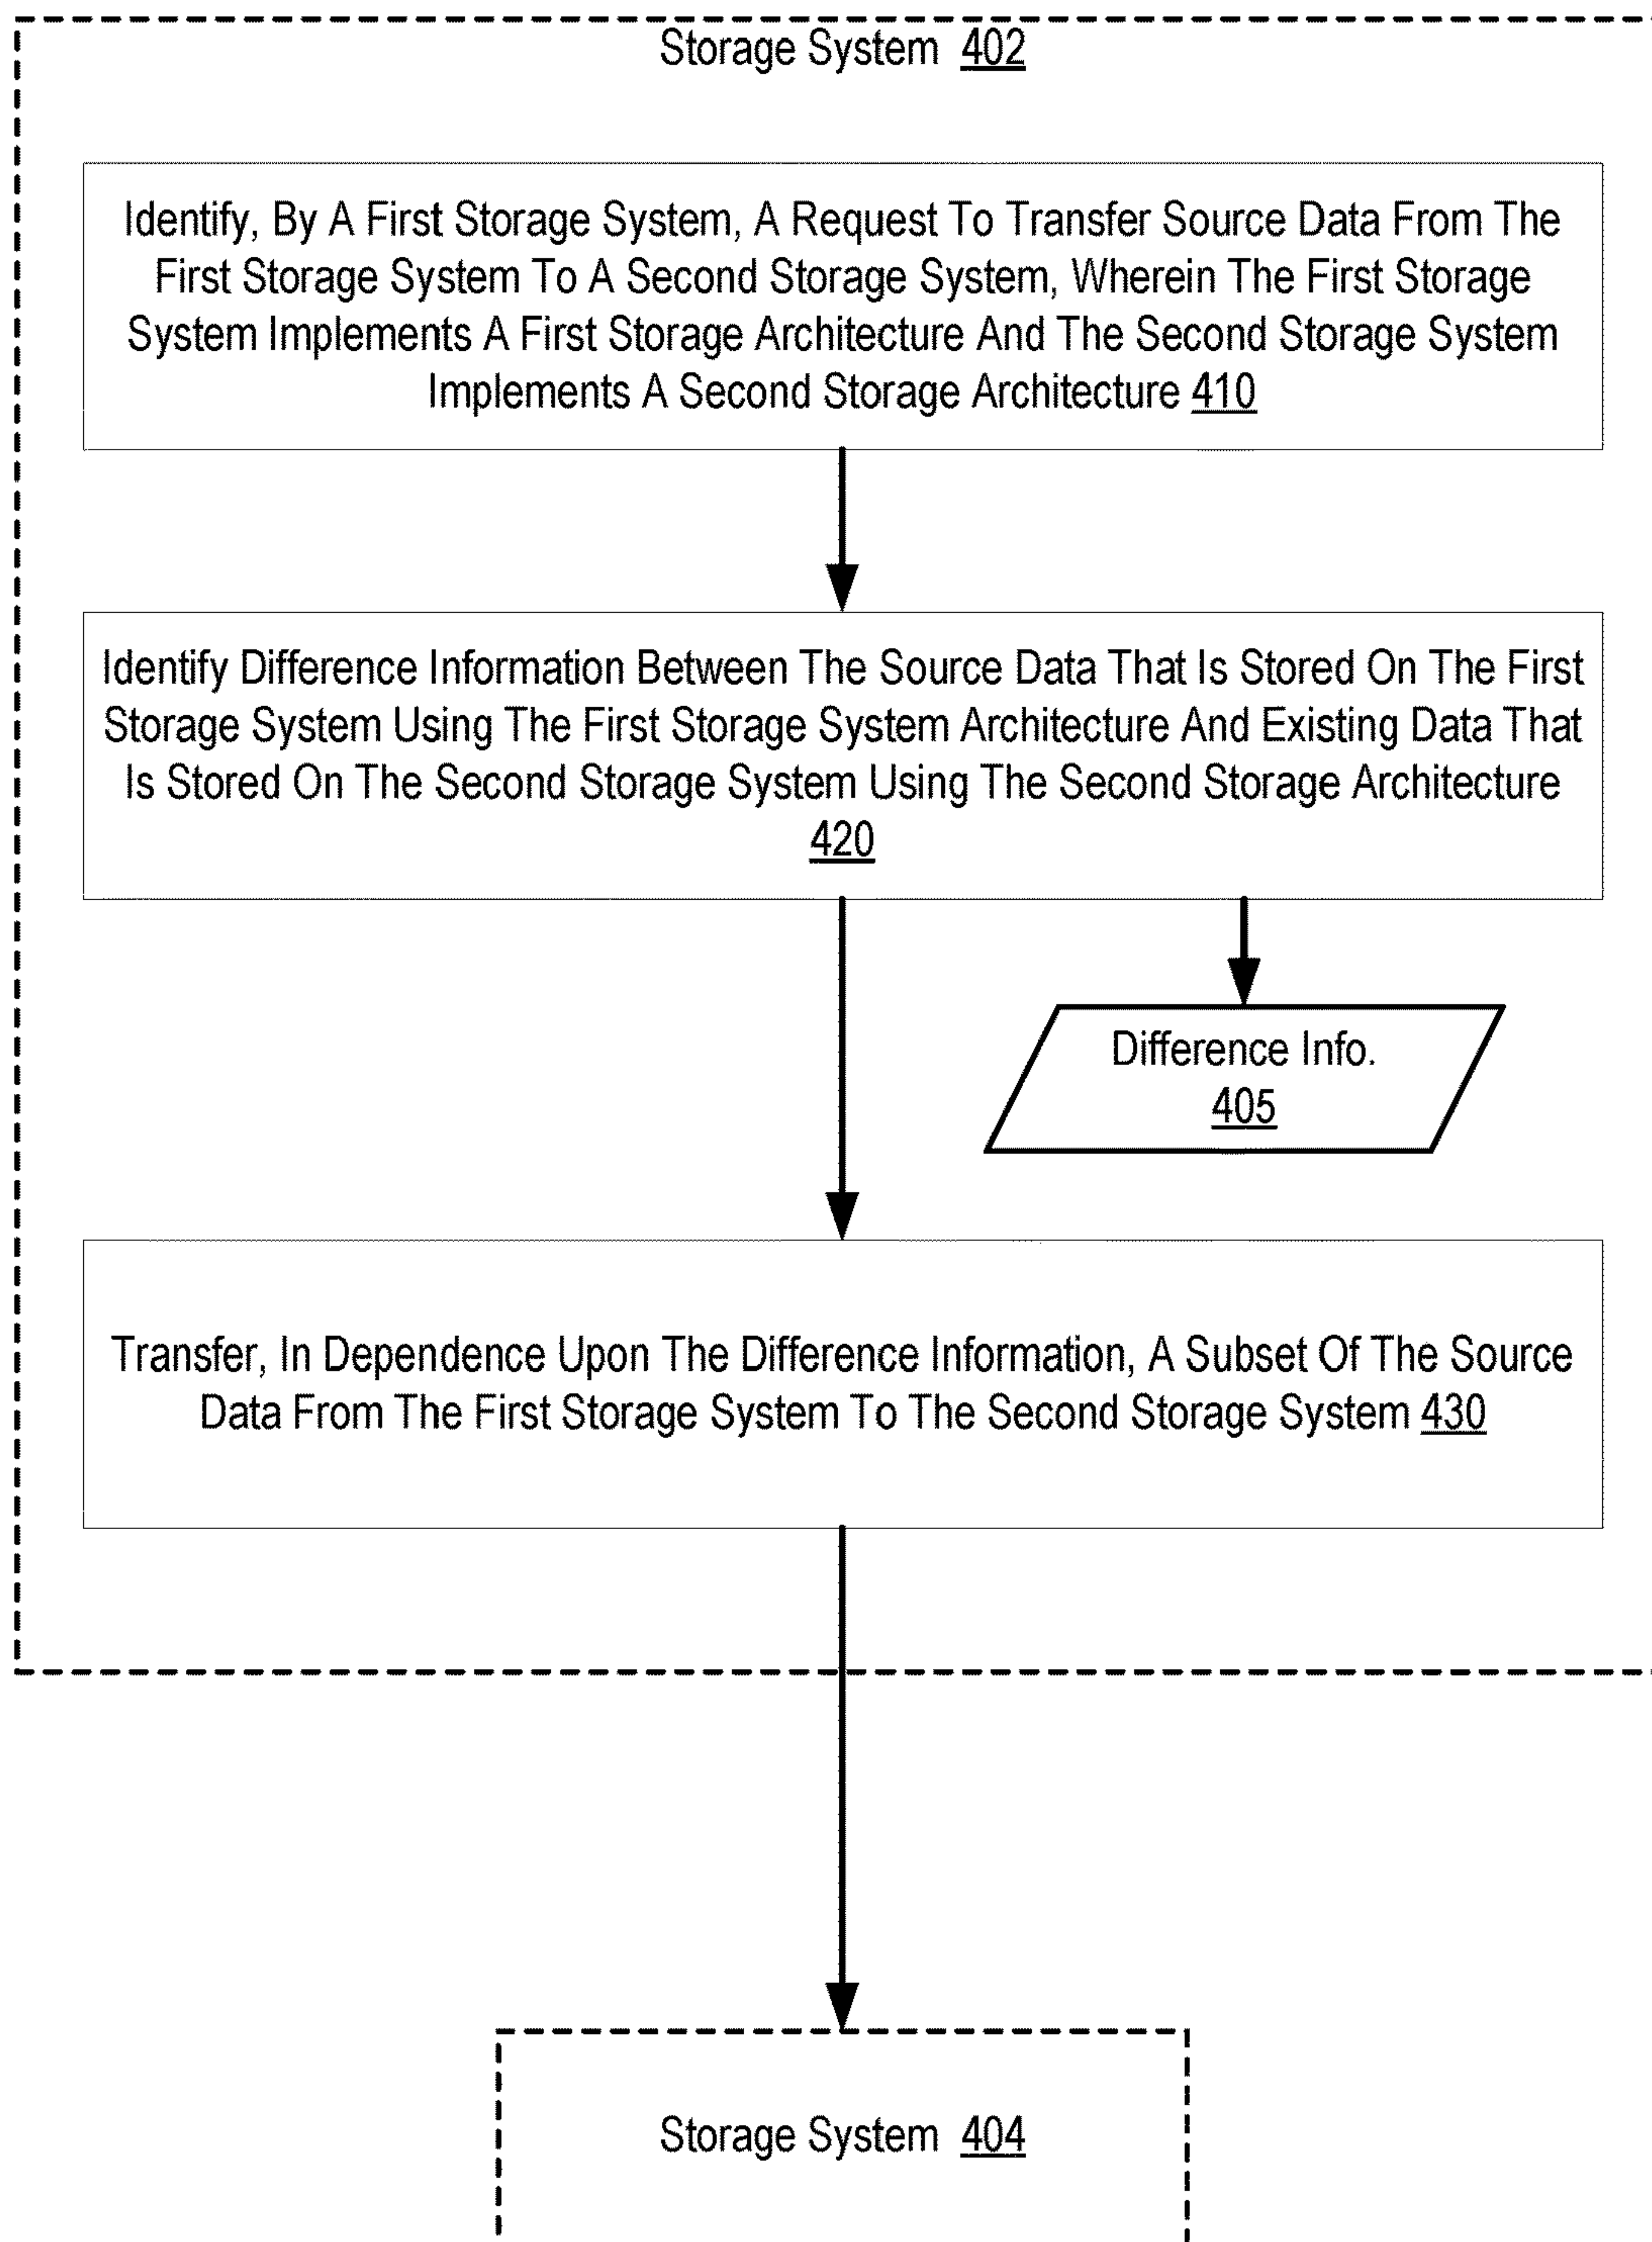 Storage System 402
Identify, By A First Storage System, A Request To Transfer Source Data From The
First Storage System To A Second Storage System, Wherein The First Storage
System Implements A First Storage Architecture And The Second Storage System
Implements A Second Storage Architecture 410
Identify Difference Information Between The Source Data That Is Stored On The First
Storage System Using The First Storage System Architecture And Existing Data That
Is Stored On The Second Storage System Using The Second Storage Architecture
420
Difference Info.
405
Transfer, In Dependence Upon The Difference Information, A Subset Of The Source
Data From The First Storage System To The Second Storage System 430
Storage System 404